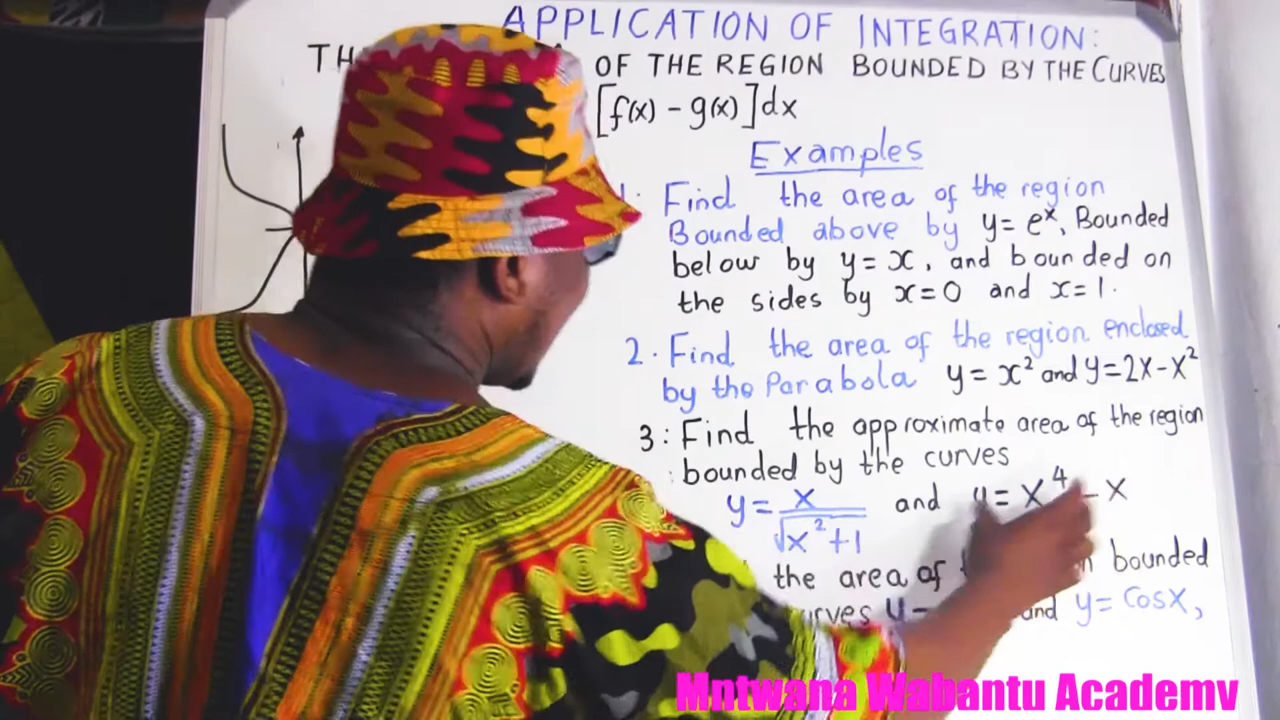 APPLICATION OF INTEGRATION:
OF THE REGION BOUNDED BY THE CURVES
[f(x) - g(x)]dx
Examples
1. Find the area of the region
Bounded above by y= eˣ, Bounded
below by y= x, and bounded on
the sides by x=0 and x=1.
2. Find the area of the region enclosed
by the Parabola y= x² and y=2x-x²
3: Find the approximate area of the region
: bounded by the curves
y= x/√x²+1 and y= x⁴-x
the area of bounded
and y= Cosx,
Mntwana Wabantu Academy